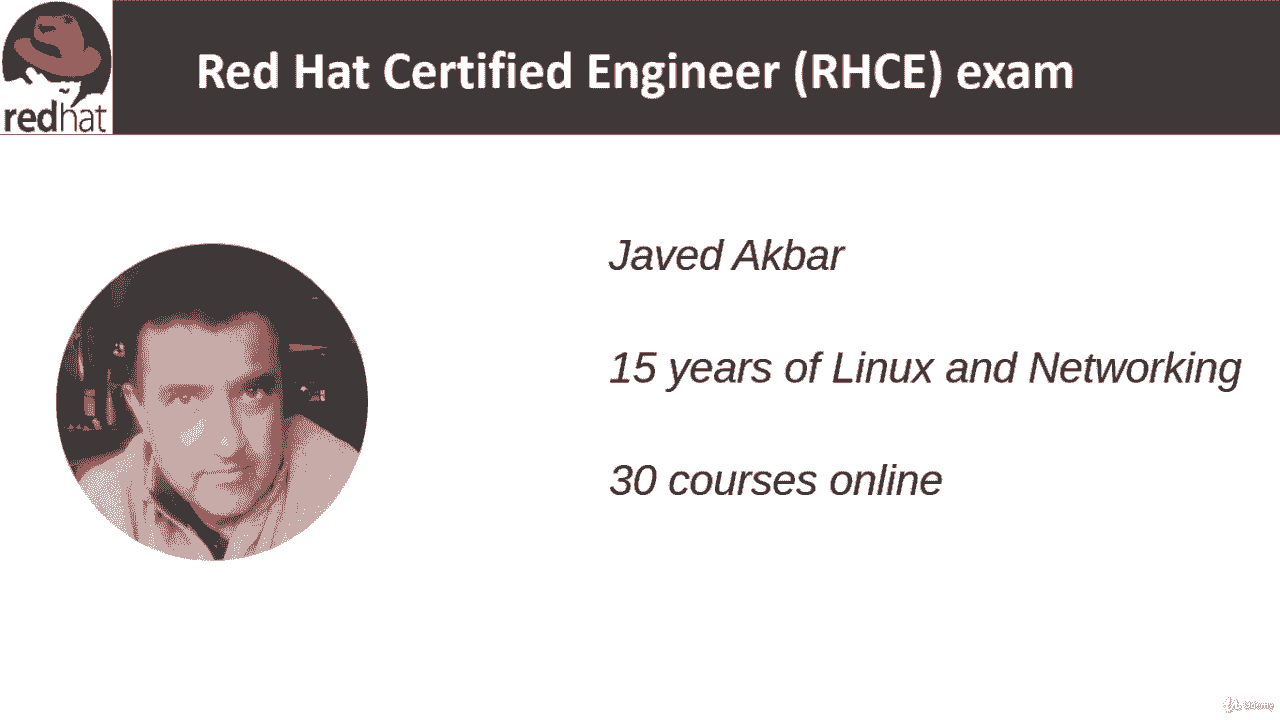 Red Hat Certified Engineer (RHCE) exam
redhat
Javed Akbar
15 years of Linux and Networking
30 courses online
Udemy